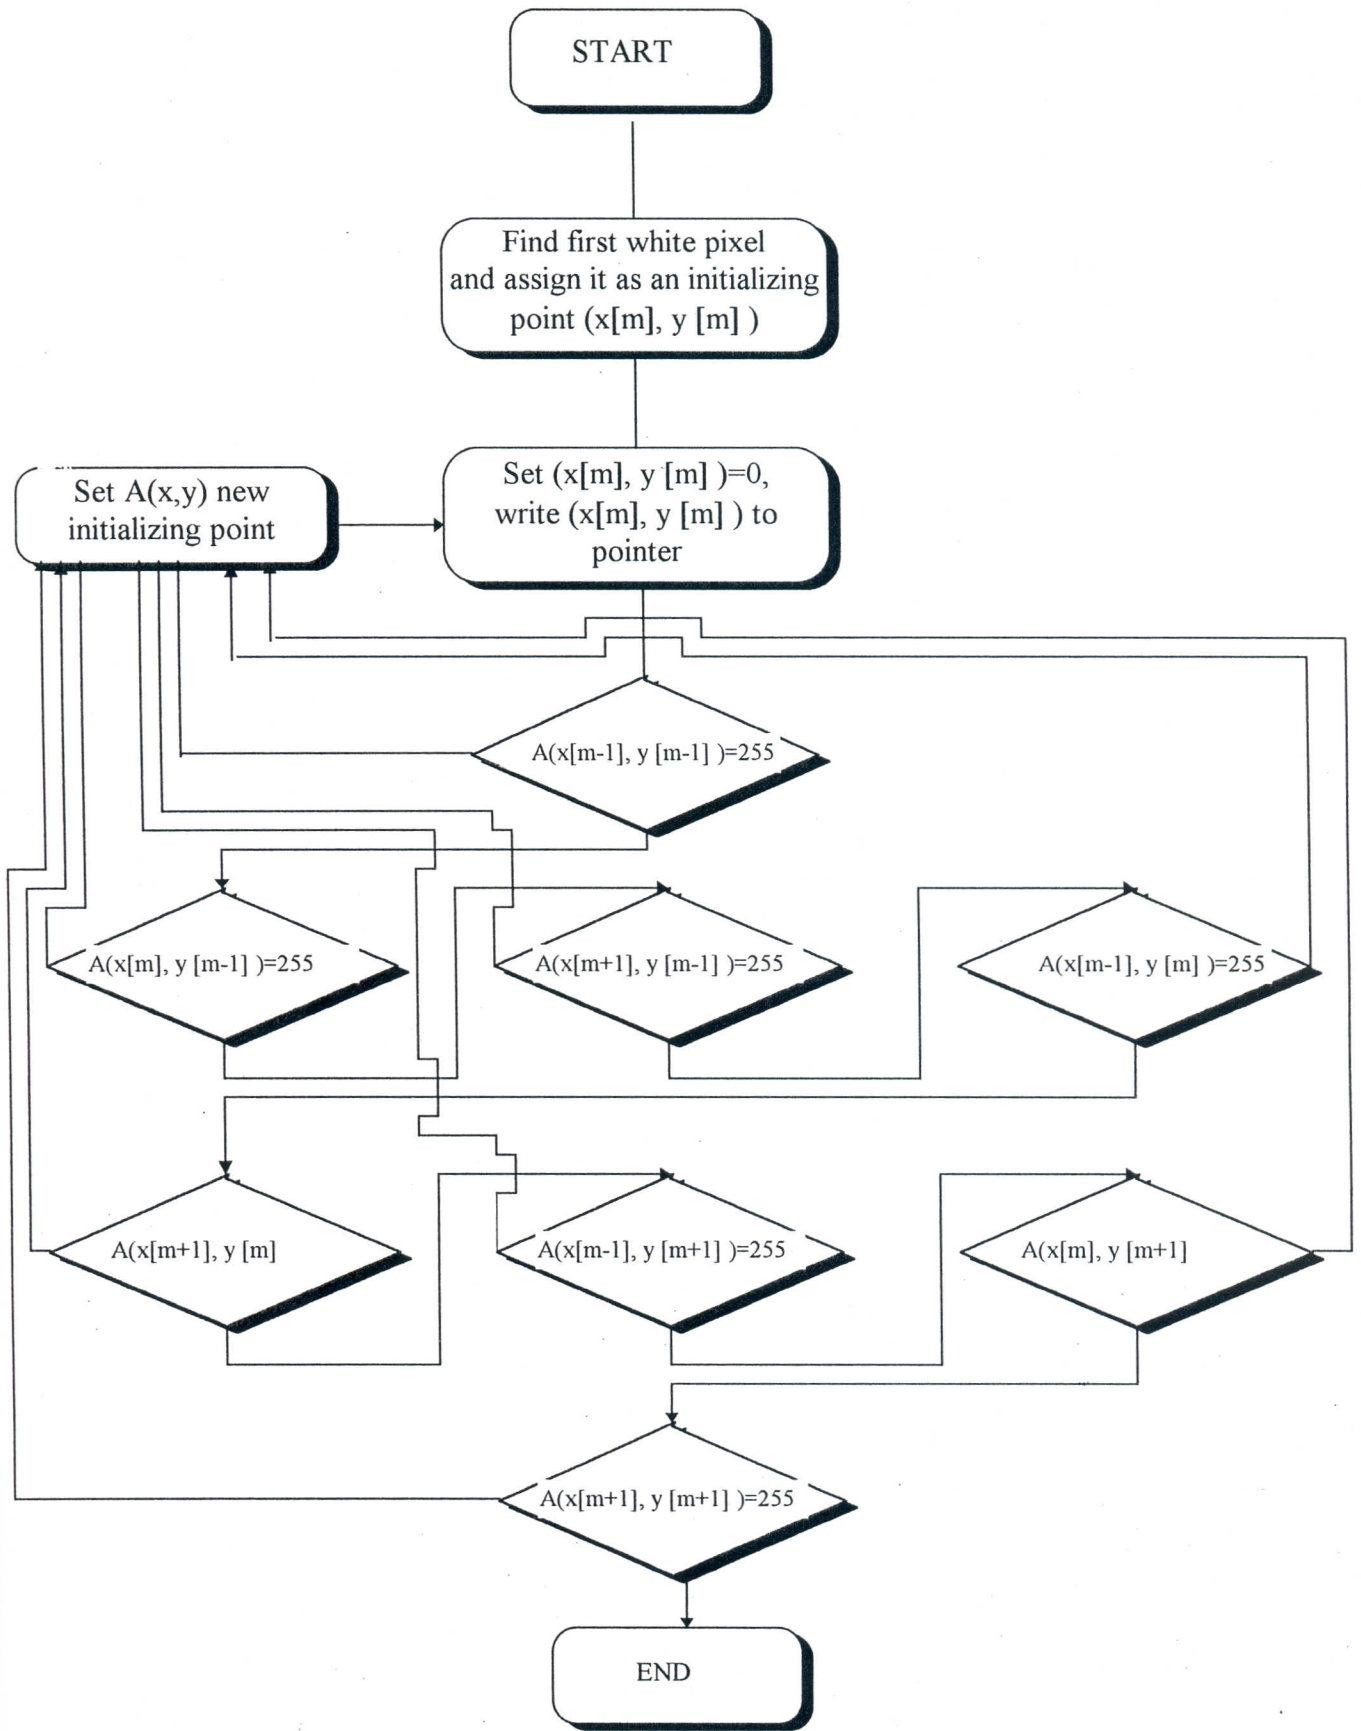 START
Find first white pixel
and assign it as an initializing
point (x[m], y [m] )
Set A(x,y) new
initializing point
Set (x[m], y [m] )=0,
write (x[m], y [m] ) to
pointer
A(x[m-1], y [m-1] )=255
A(x[m], y [m-1] )=255
A(x[m+1], y [m-1] )=255
A(x[m-1], y [m] )=255
A(x[m+1], y [m]
A(x[m-1], y [m+1] )=255
A(x[m], y [m+1]
A(x[m+1], y [m+1] )=255
END